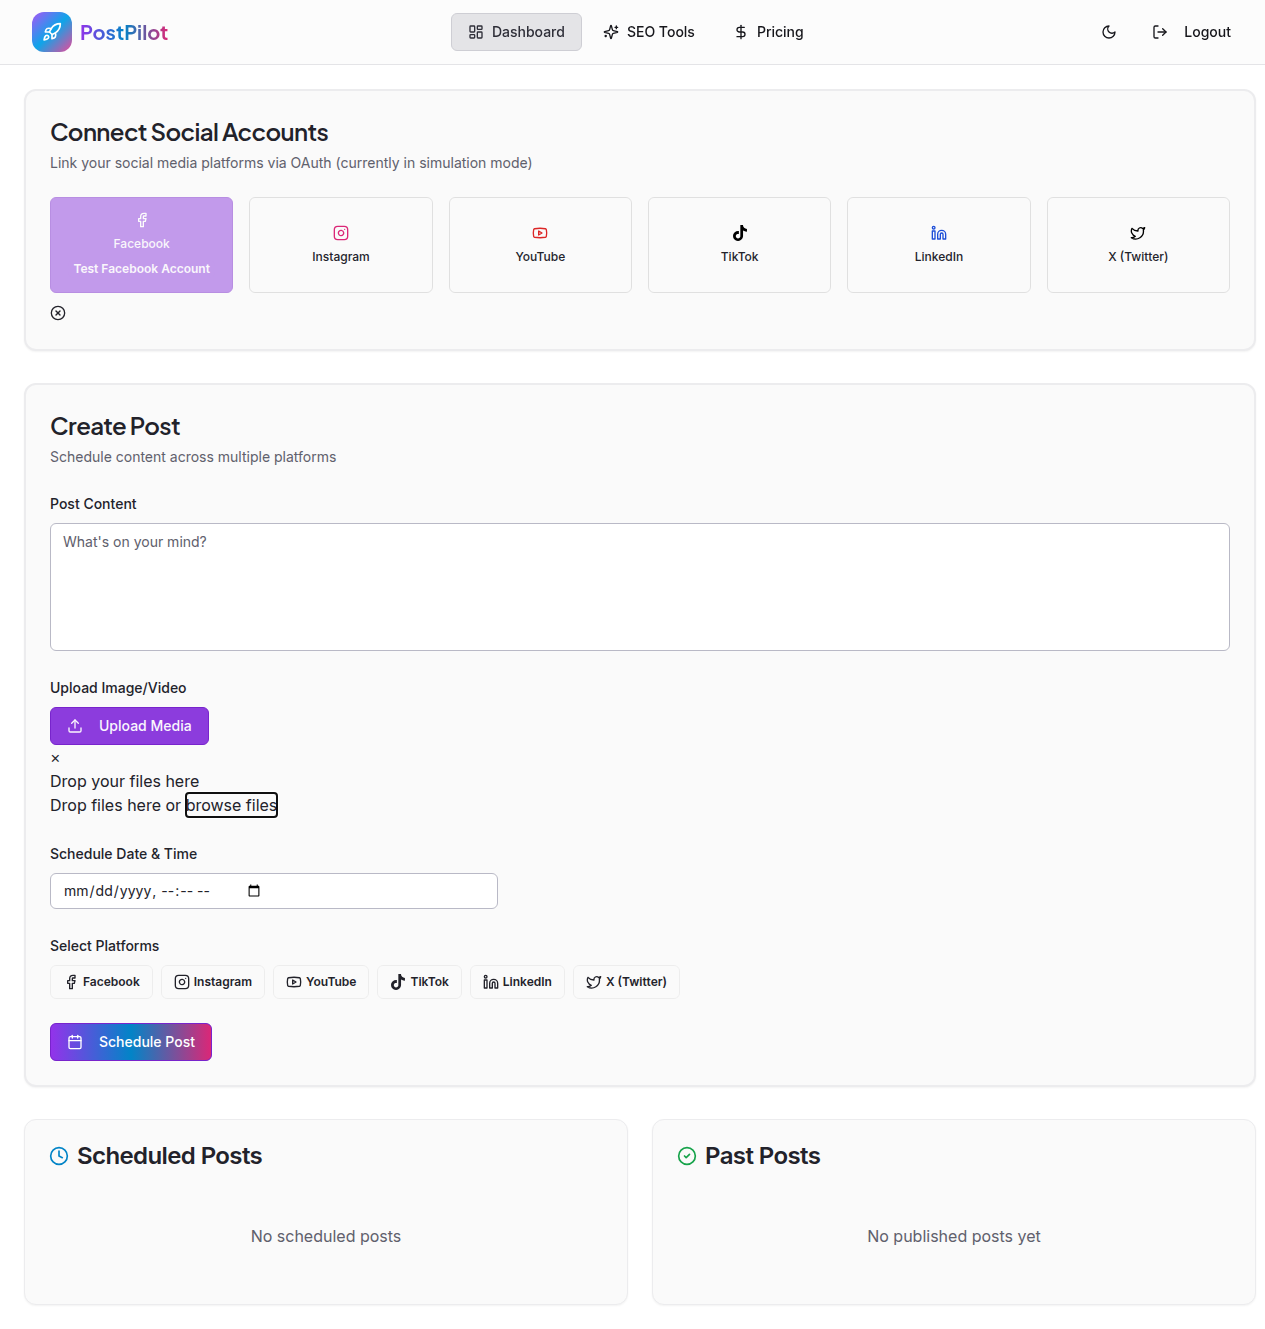 PostPilot
Dashboard
SEO Tools
Pricing
Logout
Connect Social Accounts
Link your social media platforms via OAuth (currently in simulation mode)
Facebook
Test Facebook Account
Instagram
YouTube
TikTok
LinkedIn
X (Twitter)
Create Post
Schedule content across multiple platforms
Post Content
What's on your mind?
Upload Image/Video
Upload Media
×
Drop your files here
Drop files here or browse files
Schedule Date & Time
mm/dd/yyyy, --:-- --
Select Platforms
Facebook
Instagram
YouTube
TikTok
LinkedIn
X (Twitter)
Schedule Post
Scheduled Posts
No scheduled posts
Past Posts
No published posts yet